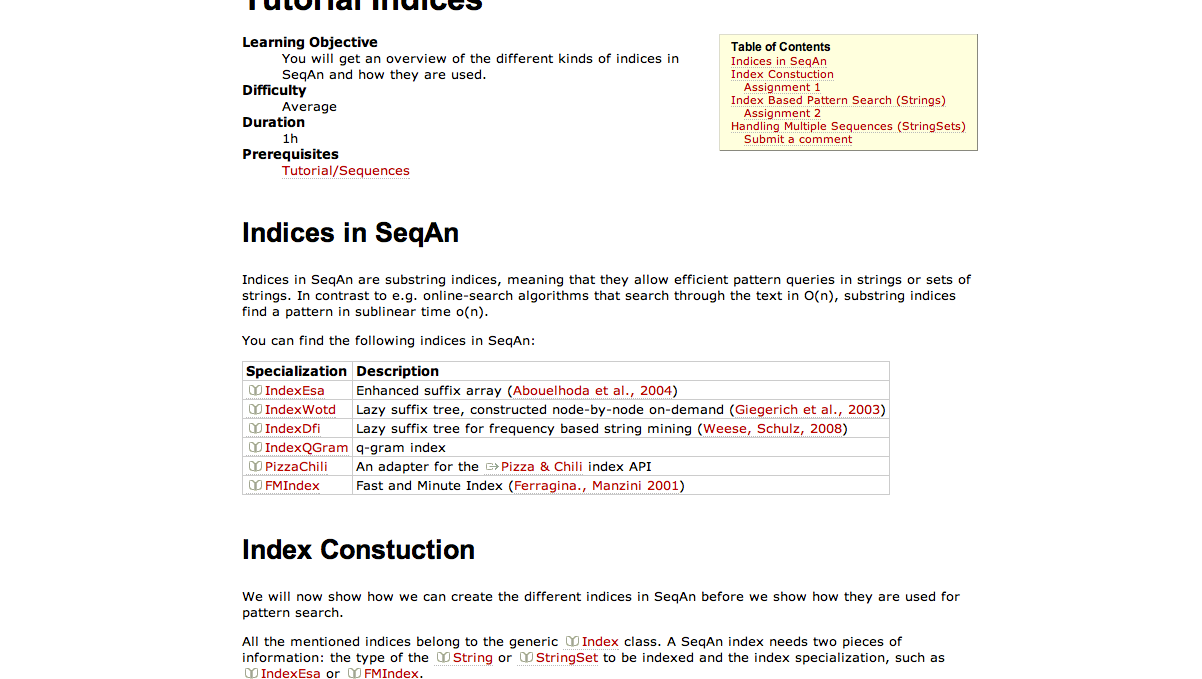 Tutorial Indices
Learning Objective
You will get an overview of the different kinds of indices in
SeqAn and how they are used.
Difficulty
Average
Duration
1h
Prerequisites
Tutorial/Sequences
Table of Contents
Indices in SeqAn
Index Constuction
Assignment 1
Index Based Pattern Search (Strings)
Assignment 2
Handling Multiple Sequences (StringSets)
Submit a comment
Indices in SeqAn
Indices in SeqAn are substring indices, meaning that they allow efficient pattern queries in strings or sets of
strings. In contrast to e.g. online-search algorithms that search through the text in O(n), substring indices
find a pattern in sublinear time o(n).
You can find the following indices in SeqAn:
Specialization Description
IndexEsa Enhanced suffix array (Abouelhoda et al., 2004)
IndexWotd Lazy suffix tree, constructed node-by-node on-demand (Giegerich et al., 2003)
IndexDfi Lazy suffix tree for frequency based string mining (Weese, Schulz, 2008)
IndexQGram q-gram index
PizzaChili An adapter for the Pizza & Chili index API
FMIndex Fast and Minute Index (Ferragina., Manzini 2001)
Index Constuction
We will now show how we can create the different indices in SeqAn before we show how they are used for
pattern search.
All the mentioned indices belong to the generic Index class. A SeqAn index needs two pieces of
information: the type of the String or StringSet to be indexed and the index specialization, such as
IndexEsa or FMIndex.